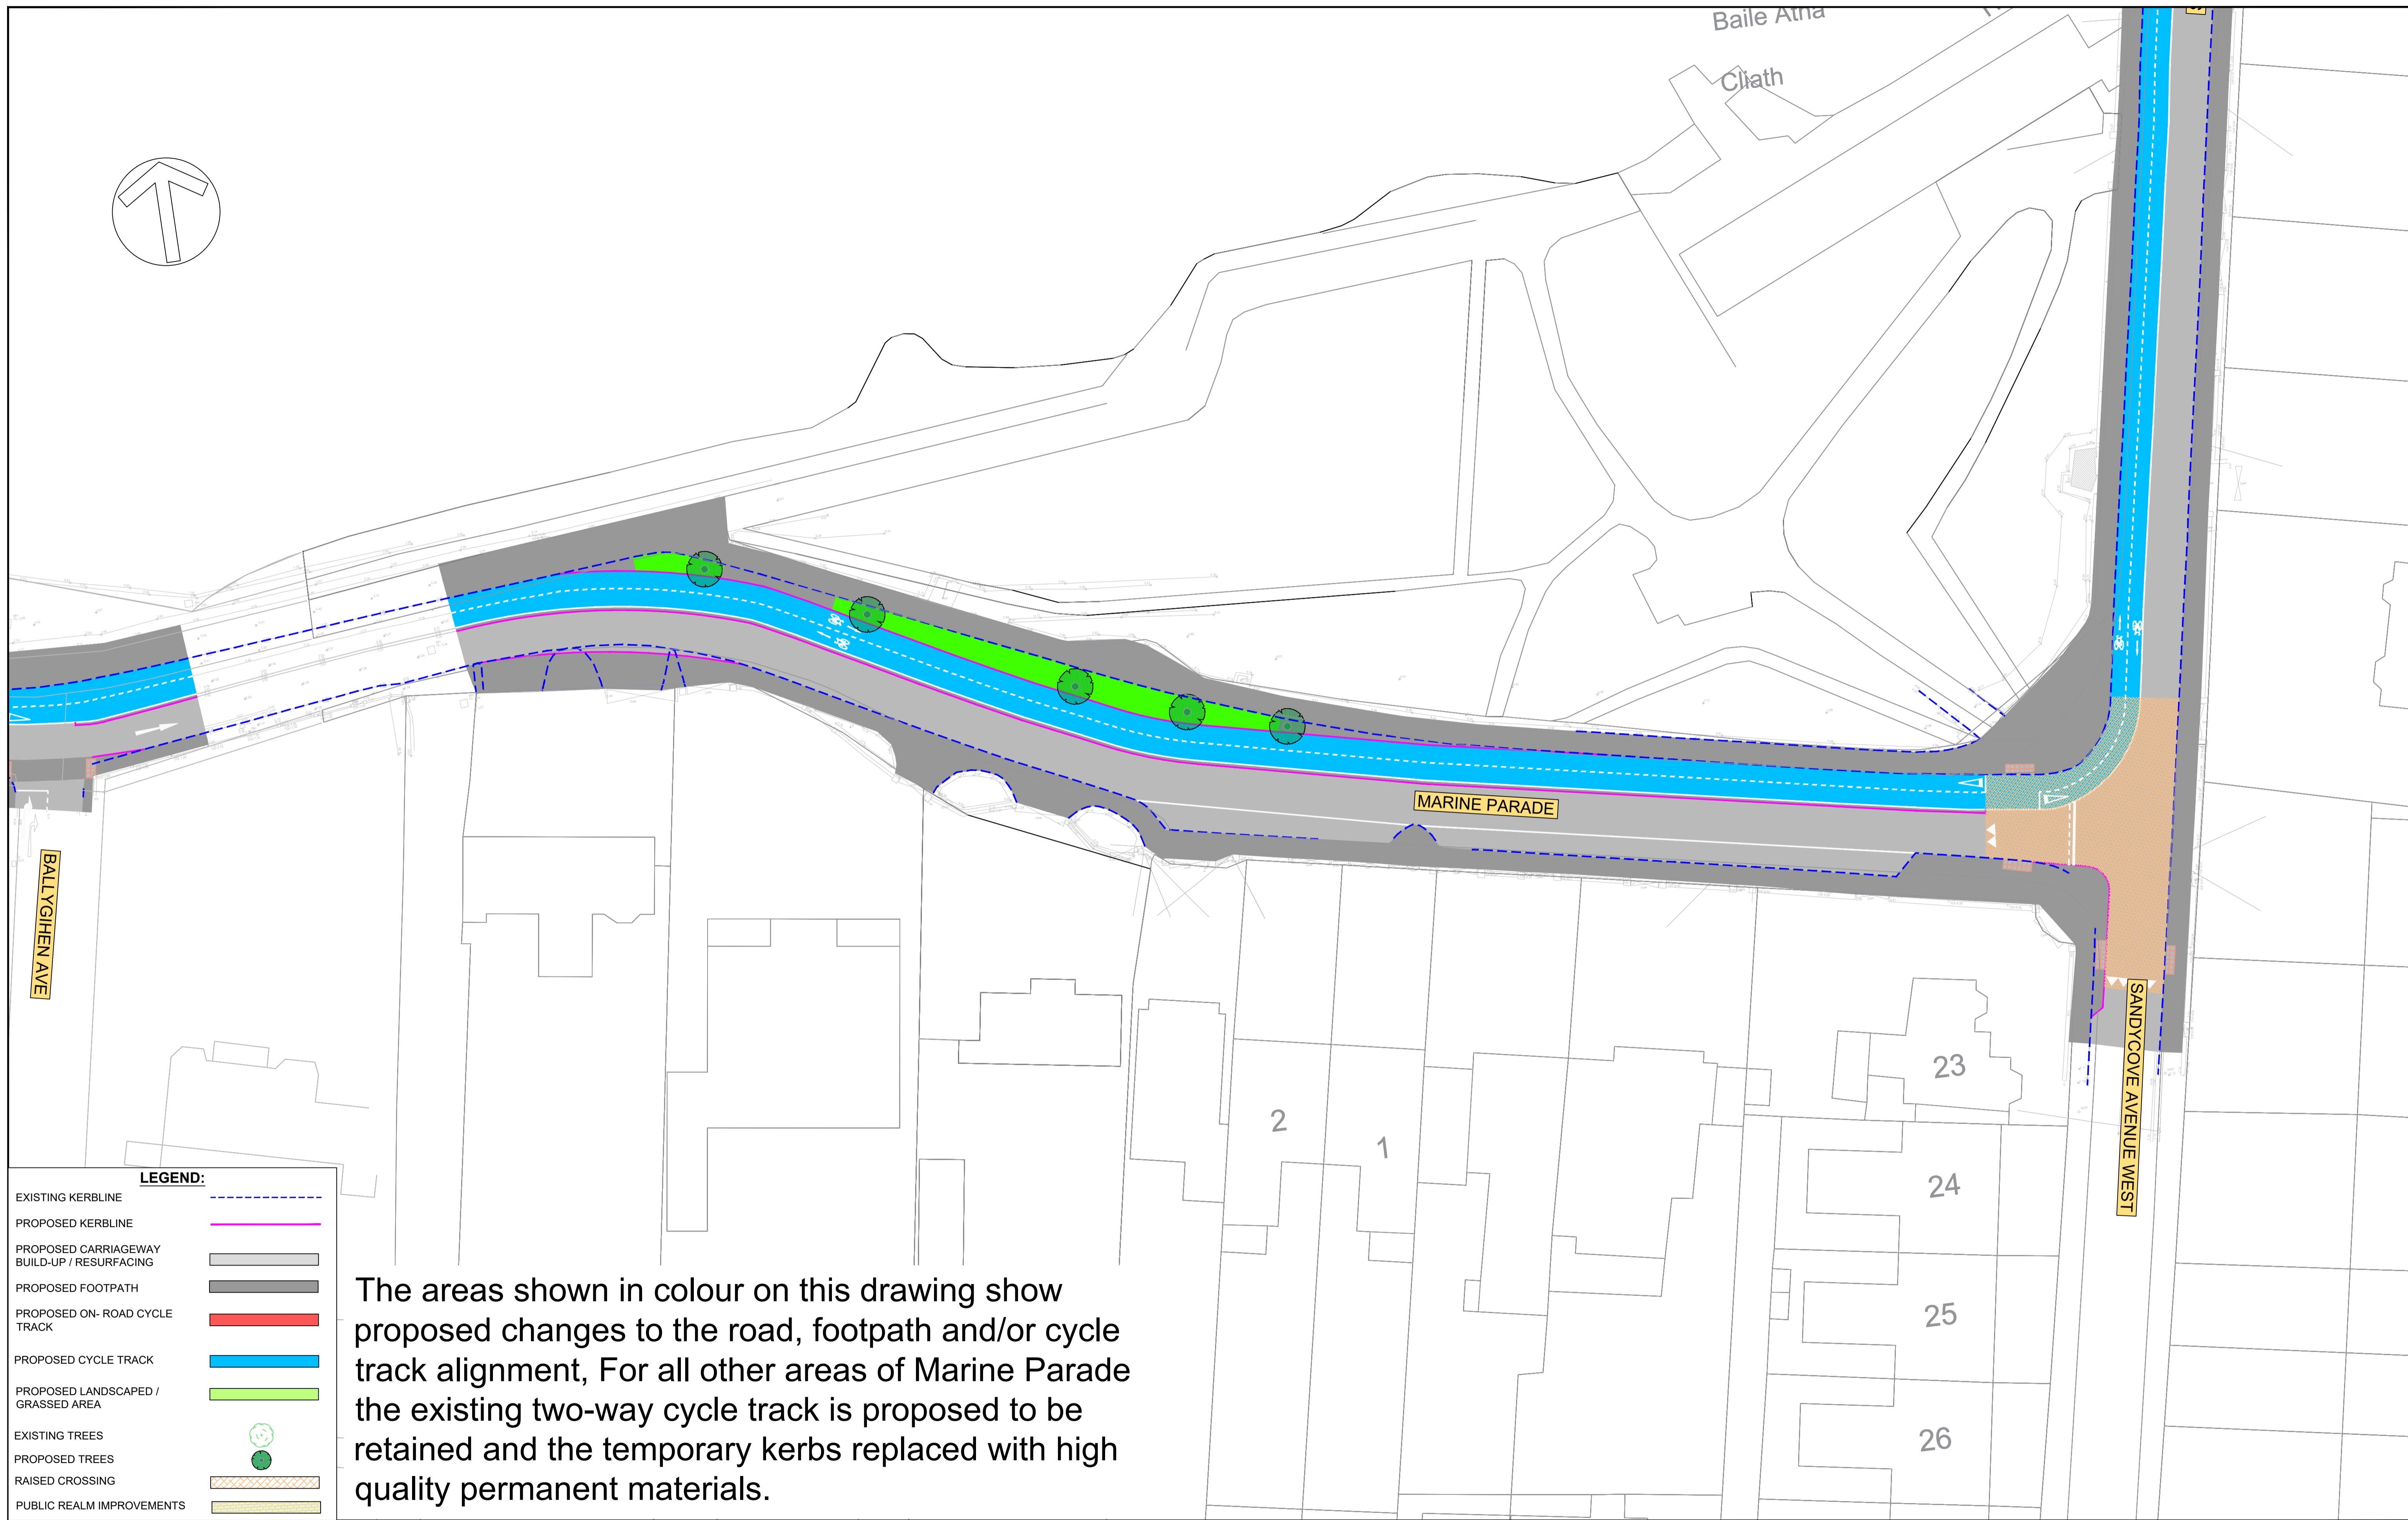 Baile Atha
Cliath
MARINE PARADE
BALLYGIHEN AVE
SANDYCOVE AVENUE WEST
23
2
1
24
25
26
LEGEND:
EXISTING KERBLINE
PROPOSED KERBLINE
PROPOSED CARRIAGEWAY
BUILD-UP / RESURFACING
PROPOSED FOOTPATH
PROPOSED ON- ROAD CYCLE
TRACK
PROPOSED CYCLE TRACK
PROPOSED LANDSCAPED /
GRASSED AREA
EXISTING TREES
PROPOSED TREES
RAISED CROSSING
PUBLIC REALM IMPROVEMENTS
The areas shown in colour on this drawing show
proposed changes to the road, footpath and/or cycle
track alignment, For all other areas of Marine Parade
the existing two-way cycle track is proposed to be
retained and the temporary kerbs replaced with high
quality permanent materials.